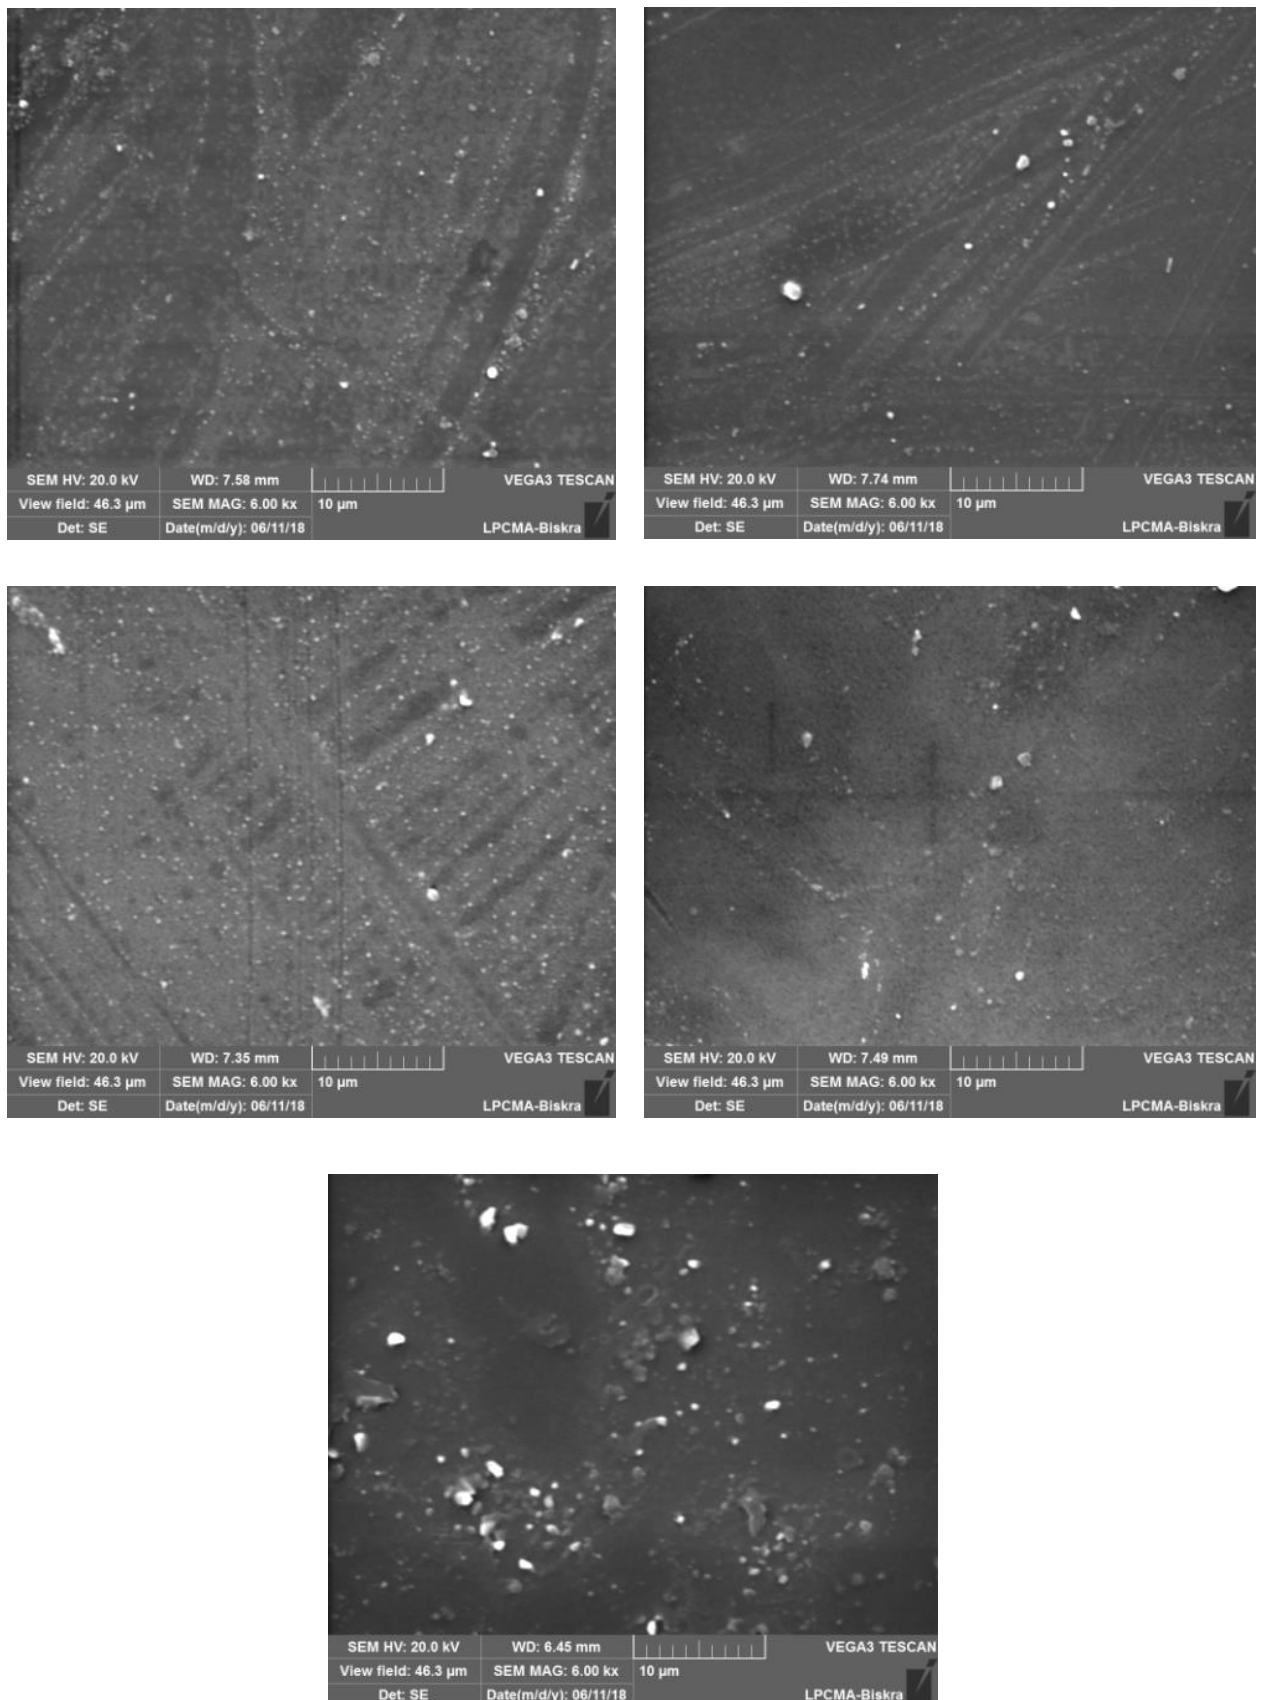 SEM HV: 20.0 kV WD: 7.58 mm VEGA3 TESCAN
View field: 46.3 µm SEM MAG: 6.00 kx 10 µm
Det: SE Date(m/d/y): 06/11/18 LPCMA-Biskra
SEM HV: 20.0 kV WD: 7.74 mm VEGA3 TESCAN
View field: 46.3 µm SEM MAG: 6.00 kx 10 µm
Det: SE Date(m/d/y): 06/11/18 LPCMA-Biskra
SEM HV: 20.0 kV WD: 7.35 mm VEGA3 TESCAN
View field: 46.3 µm SEM MAG: 6.00 kx 10 µm
Det: SE Date(m/d/y): 06/11/18 LPCMA-Biskra
SEM HV: 20.0 kV WD: 7.49 mm VEGA3 TESCAN
View field: 46.3 µm SEM MAG: 6.00 kx 10 µm
Det: SE Date(m/d/y): 06/11/18 LPCMA-Biskra
SEM HV: 20.0 kV WD: 6.45 mm VEGA3 TESCAN
View field: 46.3 µm SEM MAG: 6.00 kx 10 µm
Det: SE Date(m/d/y): 06/11/18 LPCMA-Biskra